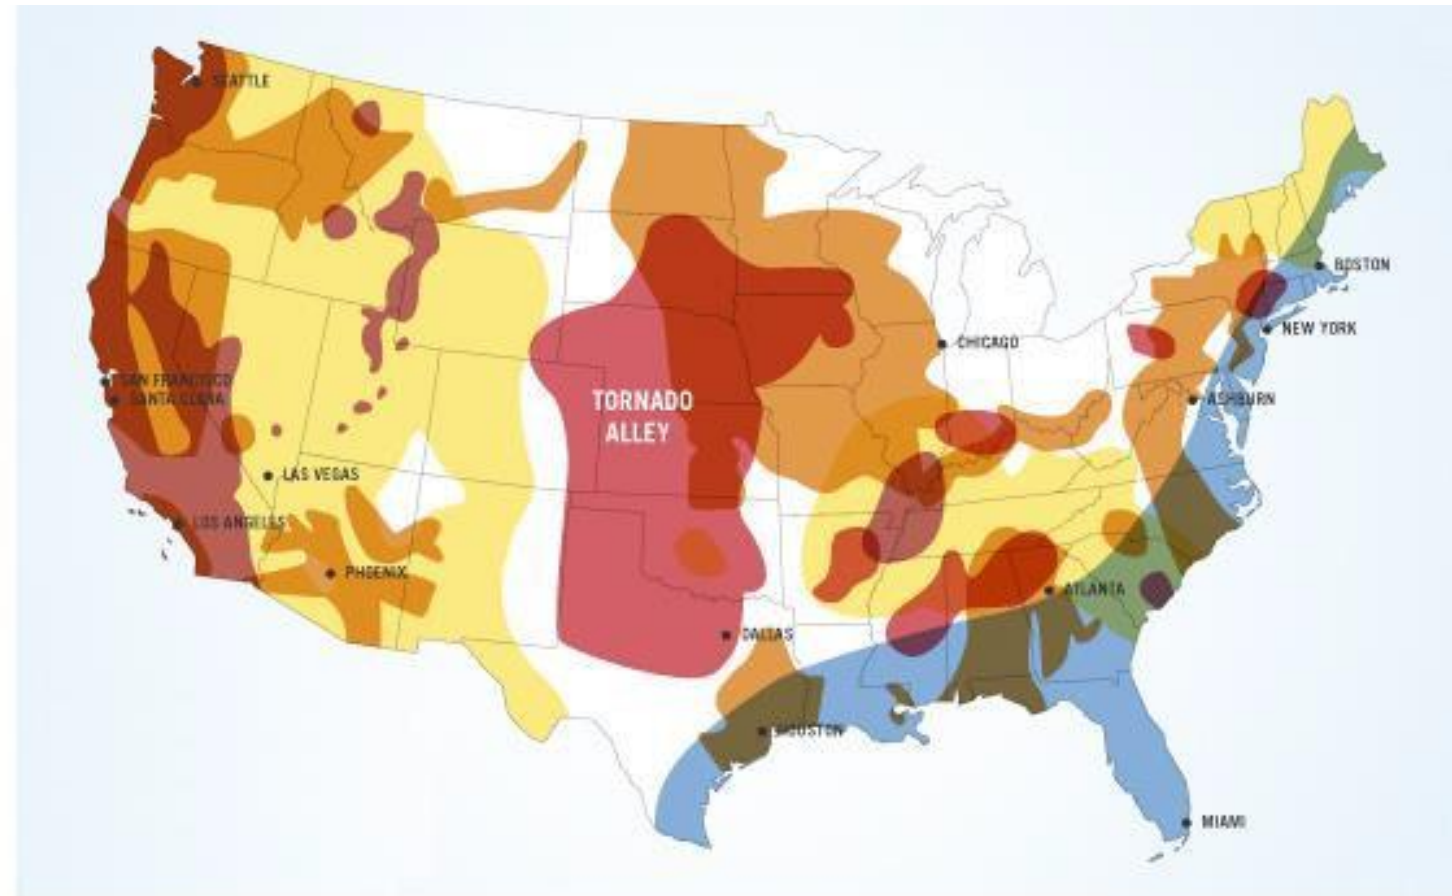 SEATTLE
BOSTON
NEW YORK
CHICAGO
SAN FRANCISCO
SANTA CLARA
ASHBURN
TORNADO
ALLEY
LAS VEGAS
LOS ANGELES
PHOENIX
ATLANTA
DALLAS
HOUSTON
MIAMI